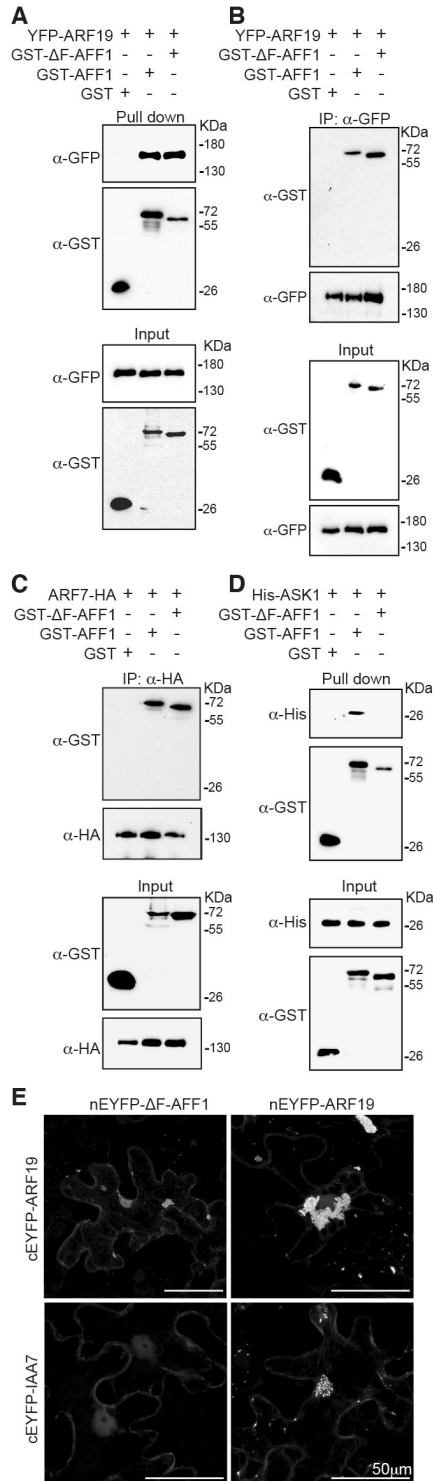 A
YFP-ARF19 + + +
GST-ΔF-AFF1 - - +
GST-AFF1 - + -
GST + - -
Pull down
KDa
α-GFP
-180
-130
α-GST
-72
-55
-26
Input
KDa
α-GFP
-180
-130
α-GST
-72
-55
-26
B
YFP-ARF19 + + +
GST-ΔF-AFF1 - - +
GST-AFF1 - + -
GST + - -
IP: α-GFP
KDa
α-GST
-72
-55
-26
α-GFP
-180
-130
Input
KDa
α-GST
-72
-55
-26
α-GFP
-180
-130
C
ARF7-HA + + +
GST-ΔF-AFF1 - - +
GST-AFF1 - + -
GST + - -
IP: α-HA
KDa
α-GST
-72
-55
-26
α-HA
-130
Input
KDa
α-GST
-72
-55
-26
α-HA
-130
D
His-ASK1 + + +
GST-ΔF-AFF1 - - +
GST-AFF1 - + -
GST + - -
Pull down
KDa
α-His
-26
α-GST
-72
-55
-26
Input
KDa
α-His
-26
α-GST
-72
-55
-26
E
nEYFP-ΔF-AFF1
nEYFP-ARF19
cEYFP-ARF19
cEYFP-IAA7
50μm